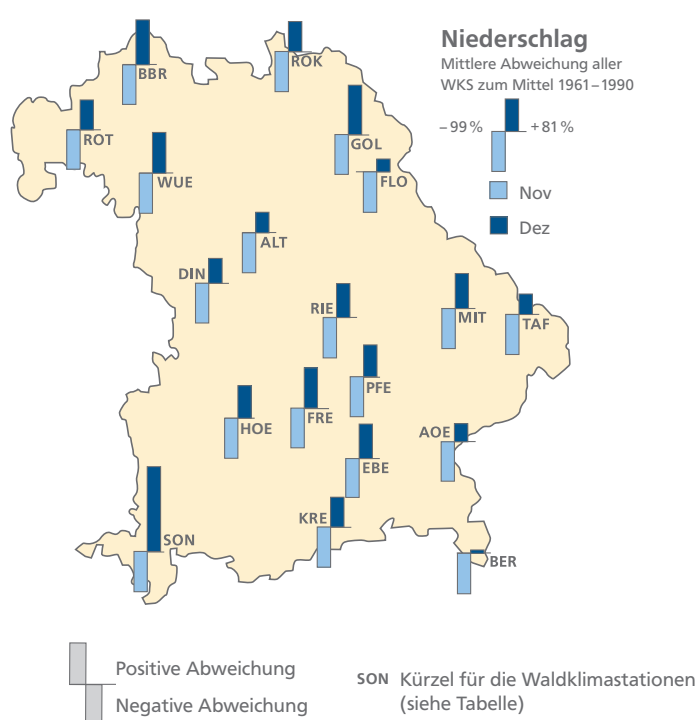 Niederschlag
Mittlere Abweichung aller
WKS zum Mittel 1961–1990
–99 %
+81 %
Nov
Dez
BBR
ROK
ROT
GOL
WUE
FLO
ALT
DIN
RIE
MIT
TAF
PFE
FRE
HOE
AOE
EBE
KRE
SON
BER
Positive Abweichung
Negative Abweichung
SON Kürzel für die Waldklimastationen
(siehe Tabelle)